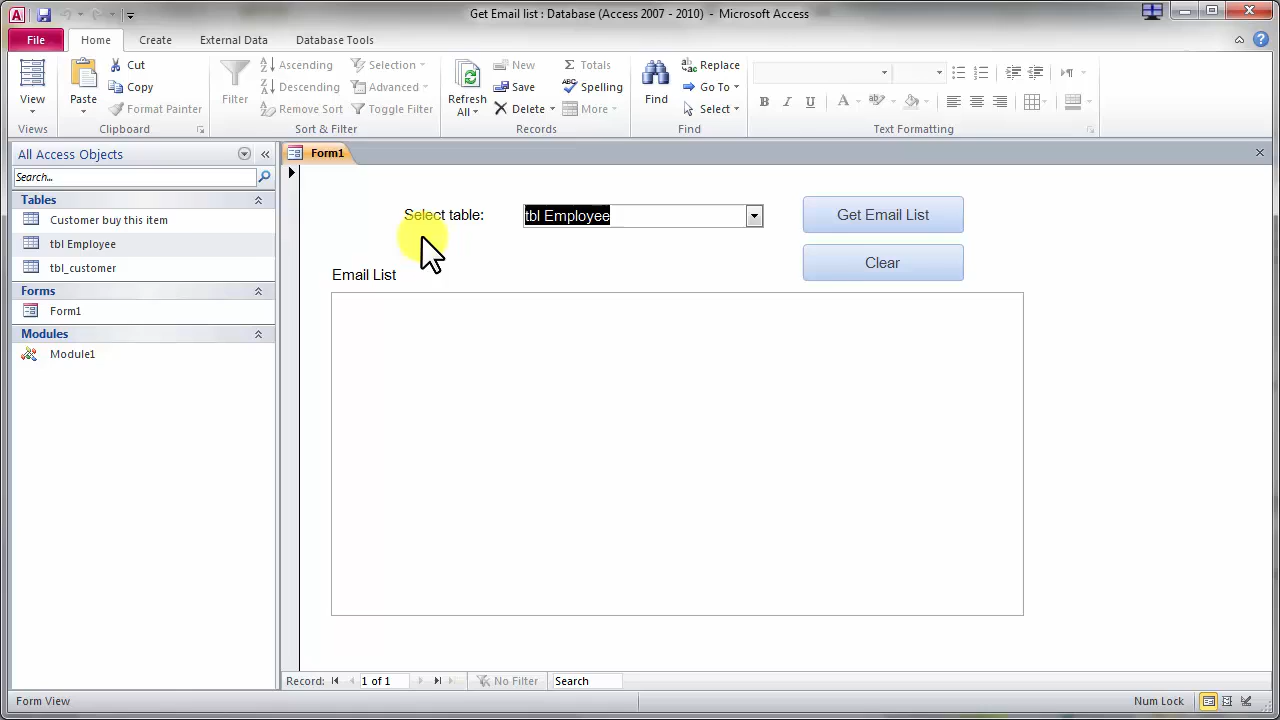 Get Email list : Database (Access 2007 - 2010) - Microsoft Access
File Home Create External Data Database Tools
View
Views
Paste
Cut
Copy
Format Painter
Clipboard
Filter
Ascending
Descending
Remove Sort
Selection
Advanced
Toggle Filter
Sort & Filter
Refresh
All
New
Save
Delete
Totals
Spelling
More
Records
Find
Replace
Go To
Select
Find
B I U A
Text Formatting
All Access Objects
Search...
Tables
Customer buy this item
tbl Employee
tbl_customer
Forms
Form1
Modules
Module1
Form1
Select table: tbl Employee
Get Email List
Clear
Email List
Record: 1 of 1 No Filter Search
Form View
Num Lock